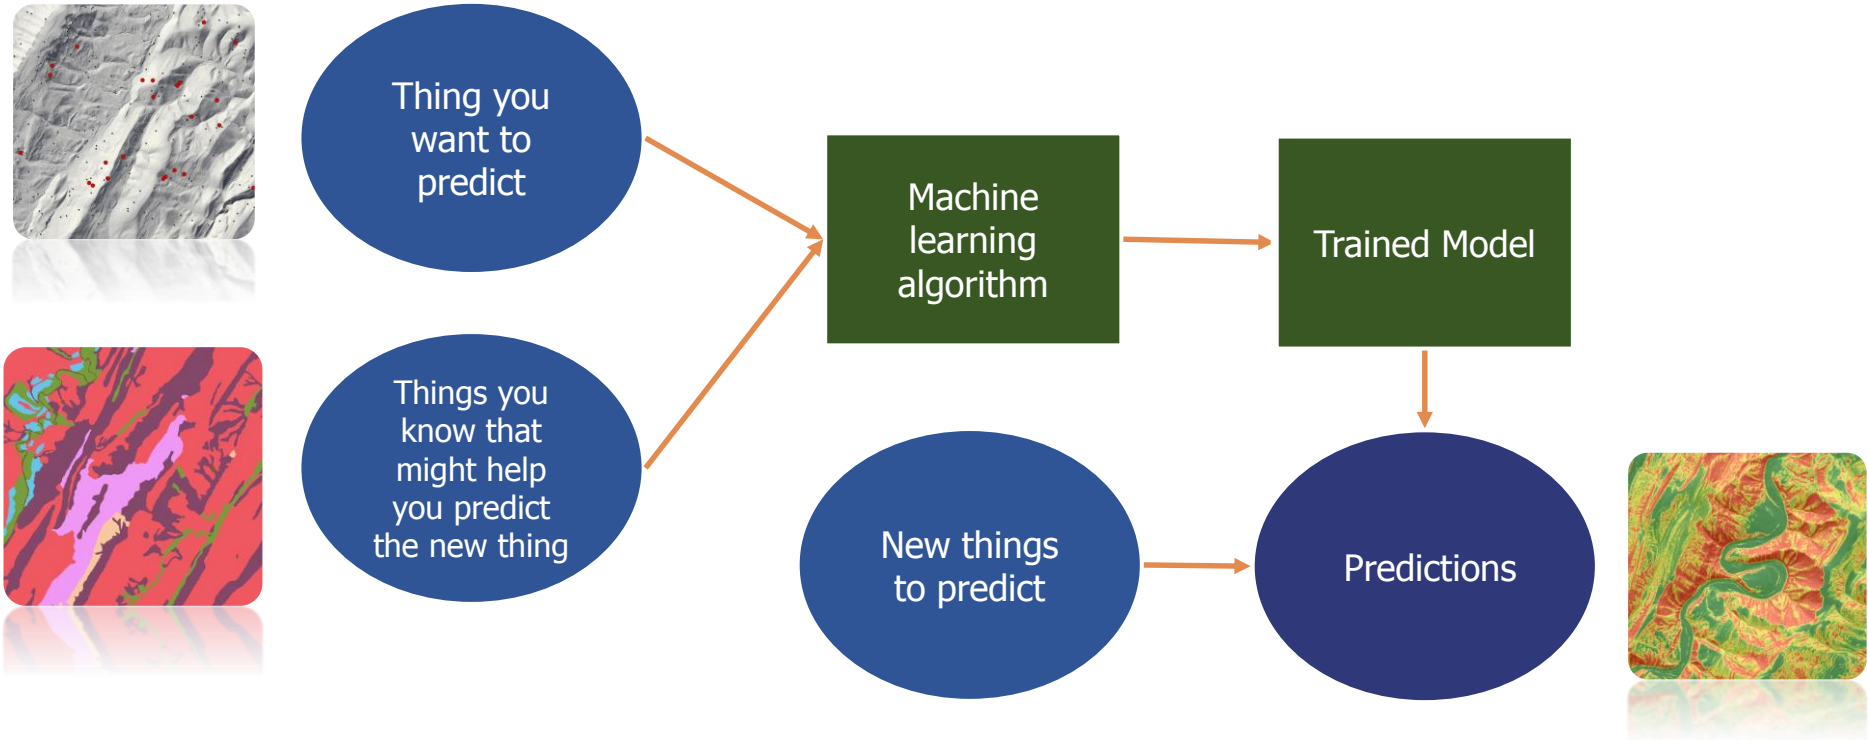 Thing you
want to
predict
Things you
know that
might help
you predict
the new thing
Machine
learning
algorithm
Trained Model
New things
to predict
Predictions